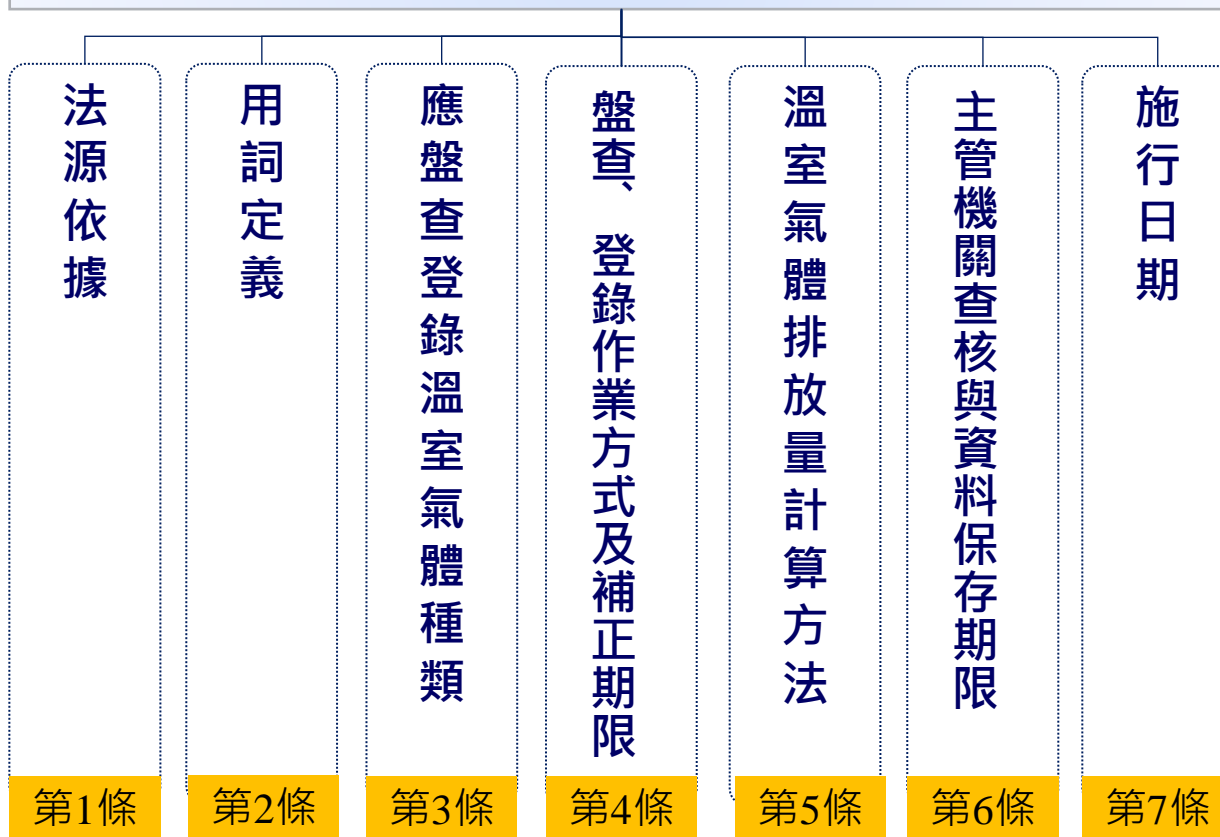 法源依據
用詞定義
應盤查登錄溫室氣體種類
盤查、登錄作業方式及補正期限
溫室氣體排放量計算方法
主管機關查核與資料保存期限
施行日期
第1條
第2條
第3條
第4條
第5條
第6條
第7條